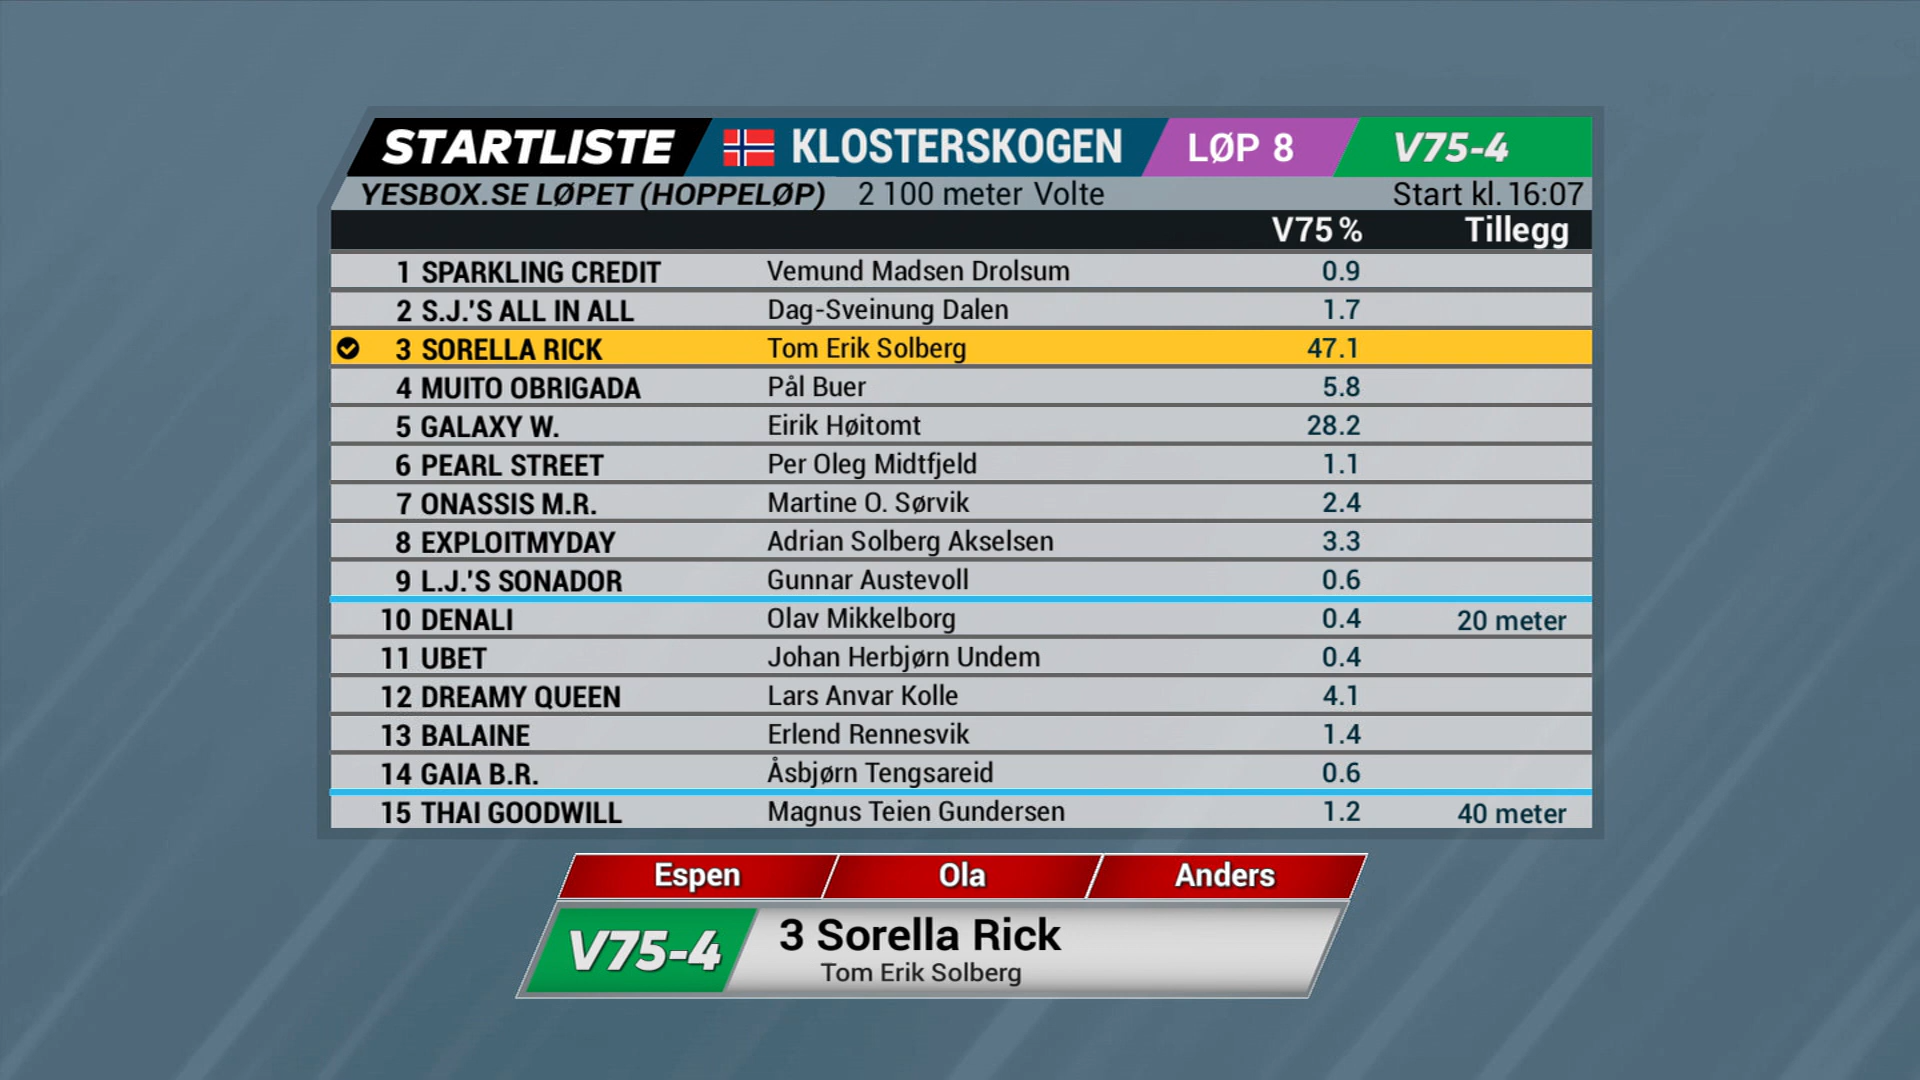 STARTLISTE KLOSTERSKOGEN LØP 8 V75-4
YESBOX.SE LØPET (HOPPELØP) 2 100 meter Volte Start kl. 16:07
V75 % Tillegg
1 SPARKLING CREDIT Vemund Madsen Drolsum 0.9
2 S.J.'S ALL IN ALL Dag-Sveinung Dalen 1.7
3 SORELLA RICK Tom Erik Solberg 47.1
4 MUITO OBRIGADA Pål Buer 5.8
5 GALAXY W. Eirik Høitomt 28.2
6 PEARL STREET Per Oleg Midtfjeld 1.1
7 ONASSIS M.R. Martine O. Sørvik 2.4
8 EXPLOITMYDAY Adrian Solberg Akselsen 3.3
9 L.J.'S SONADOR Gunnar Austevoll 0.6
10 DENALI Olav Mikkelborg 0.4 20 meter
11 UBET Johan Herbjørn Undem 0.4
12 DREAMY QUEEN Lars Anvar Kolle 4.1
13 BALAINE Erlend Rennesvik 1.4
14 GAIA B.R. Åsbjørn Tengsareid 0.6
15 THAI GOODWILL Magnus Teien Gundersen 1.2 40 meter
Espen Ola Anders
V75-4 3 Sorella Rick
Tom Erik Solberg